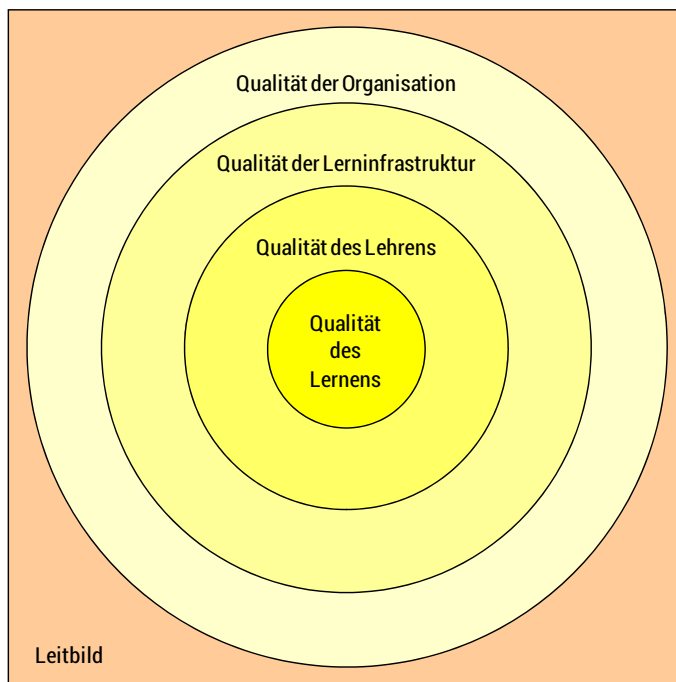 Qualität der Organisation
Qualität der Lerninfrastruktur
Qualität des Lehrens
Qualität
des
Lernens
Leitbild